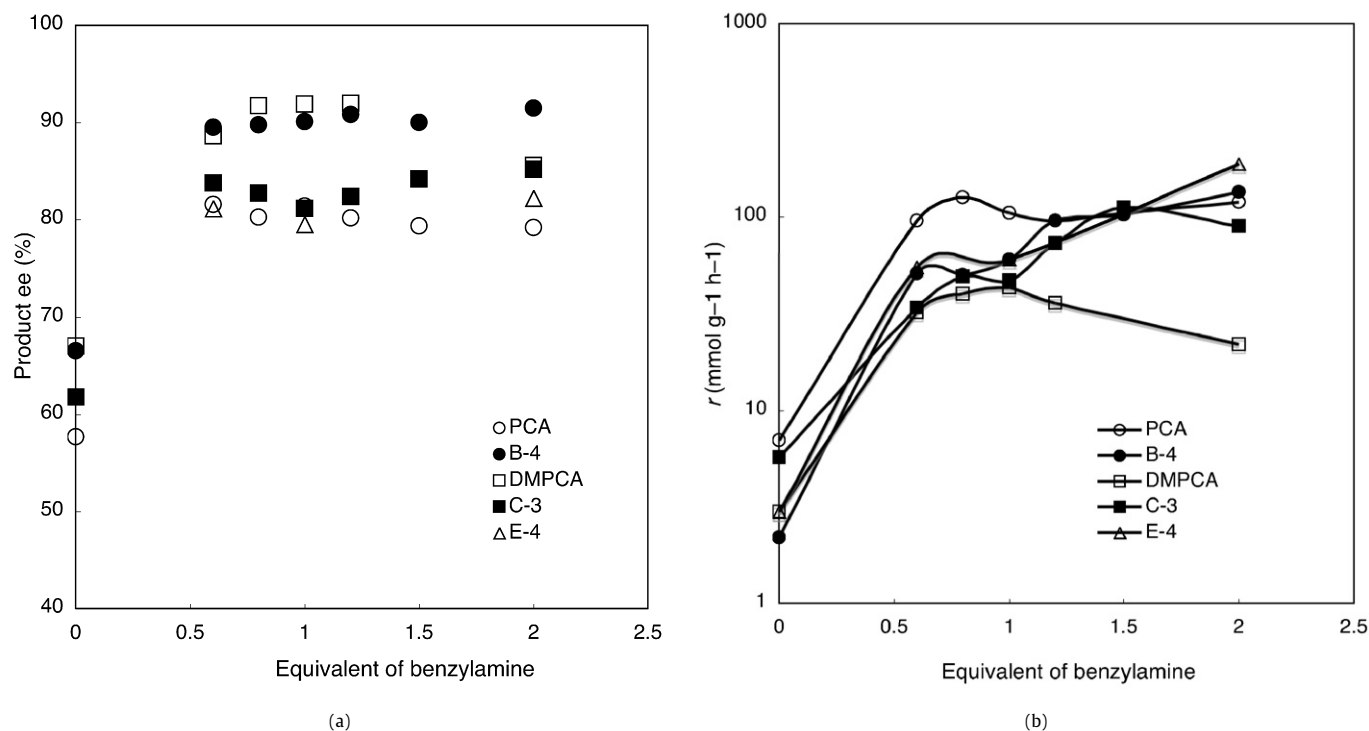 100
90
80
70
60
50
40
Product ee (%)
0
0.5
1
1.5
2
2.5
Equivalent of benzylamine
PCA
B-4
DMPCA
C-3
E-4
(a)
1000
100
10
1
r (mmol g–1 h–1)
0
0.5
1
1.5
2
2.5
Equivalent of benzylamine
PCA
B-4
DMPCA
C-3
E-4
(b)